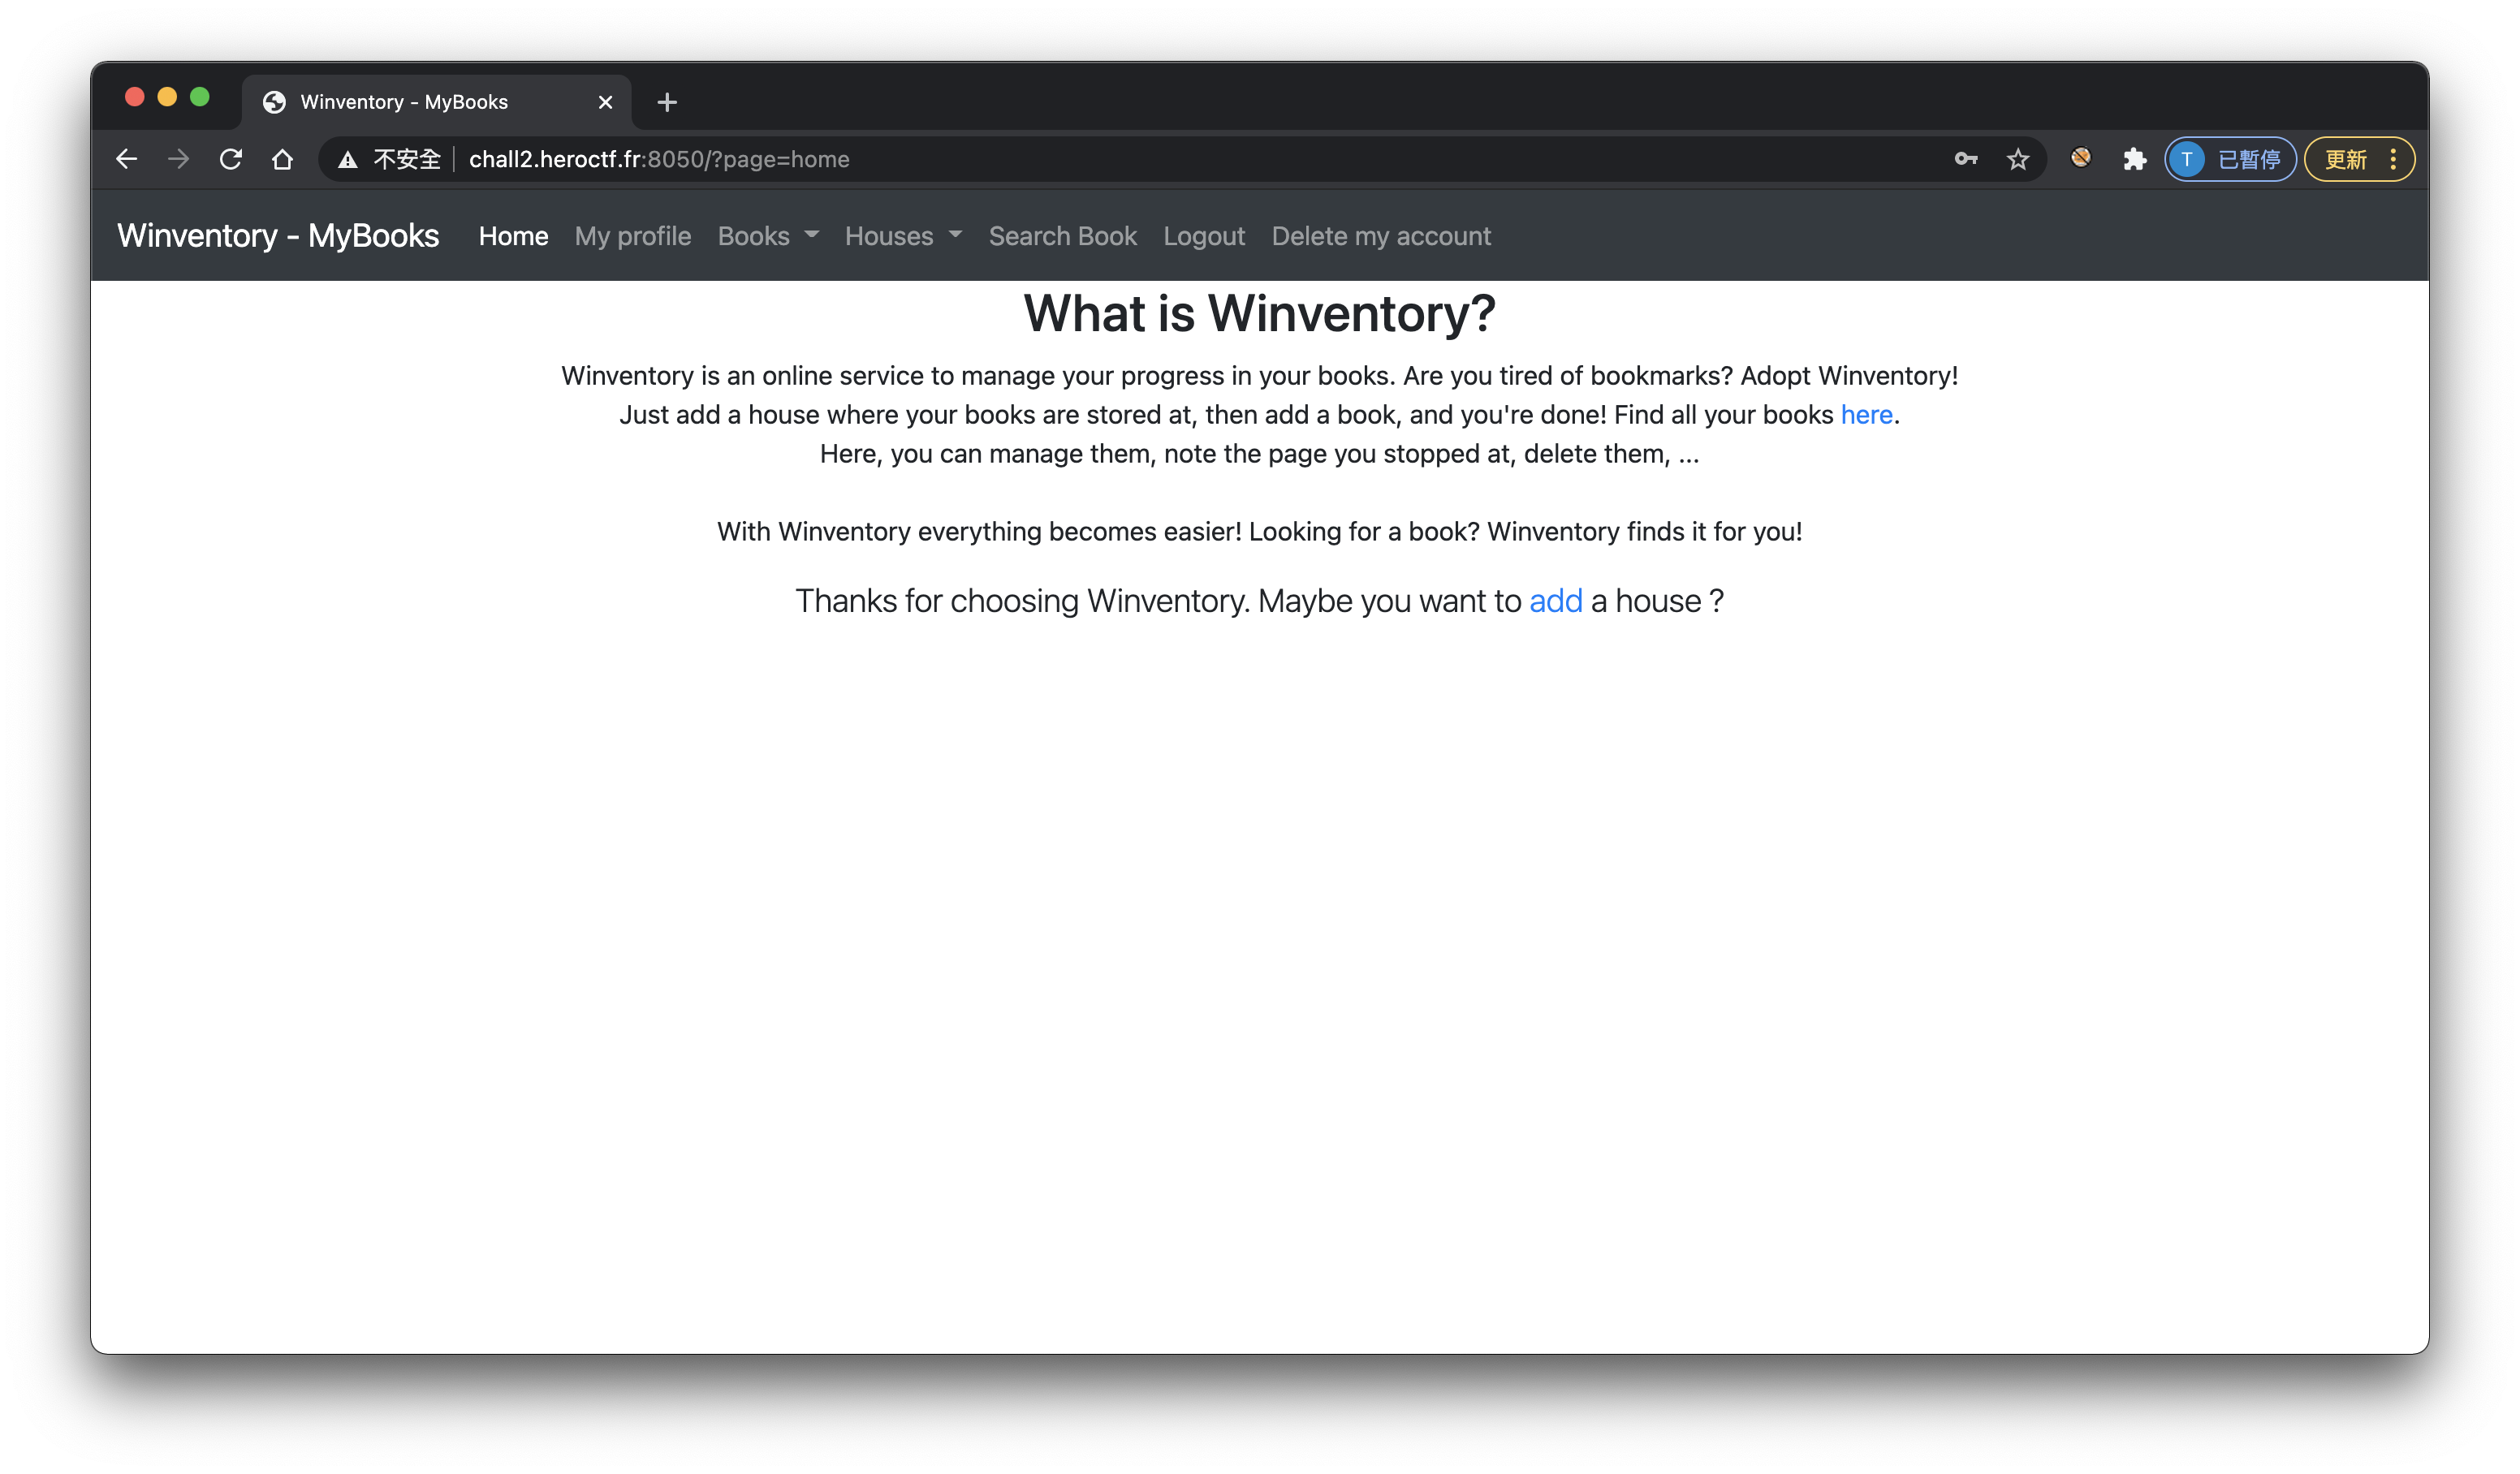 Winventory - MyBooks
不安全 chall2.heroctf.fr:8050/?page=home T 已暫停 更新
Winventory - MyBooks Home My profile Books Houses Search Book Logout Delete my account
What is Winventory?
Winventory is an online service to manage your progress in your books. Are you tired of bookmarks? Adopt Winventory!
Just add a house where your books are stored at, then add a book, and you're done! Find all your books here.
Here, you can manage them, note the page you stopped at, delete them, ...
With Winventory everything becomes easier! Looking for a book? Winventory finds it for you!
Thanks for choosing Winventory. Maybe you want to add a house ?